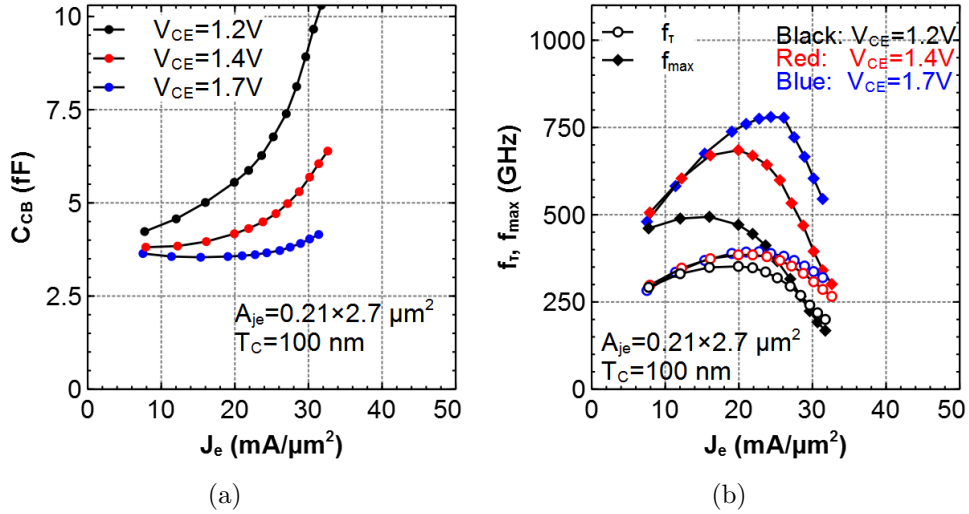 10
7.5
5
2.5
0
0
10
20
30
40
50
C_CB (fF)
J_e (mA/µm²)
V_CE=1.2V
V_CE=1.4V
V_CE=1.7V
A_je=0.21×2.7 µm²
T_C=100 nm
(a)
1000
750
500
250
0
0
10
20
30
40
50
f_τ, f_max (GHz)
J_e (mA/µm²)
f_τ
f_max
Black: V_CE=1.2V
Red: V_CE=1.4V
Blue: V_CE=1.7V
A_je=0.21×2.7 µm²
T_C=100 nm
(b)